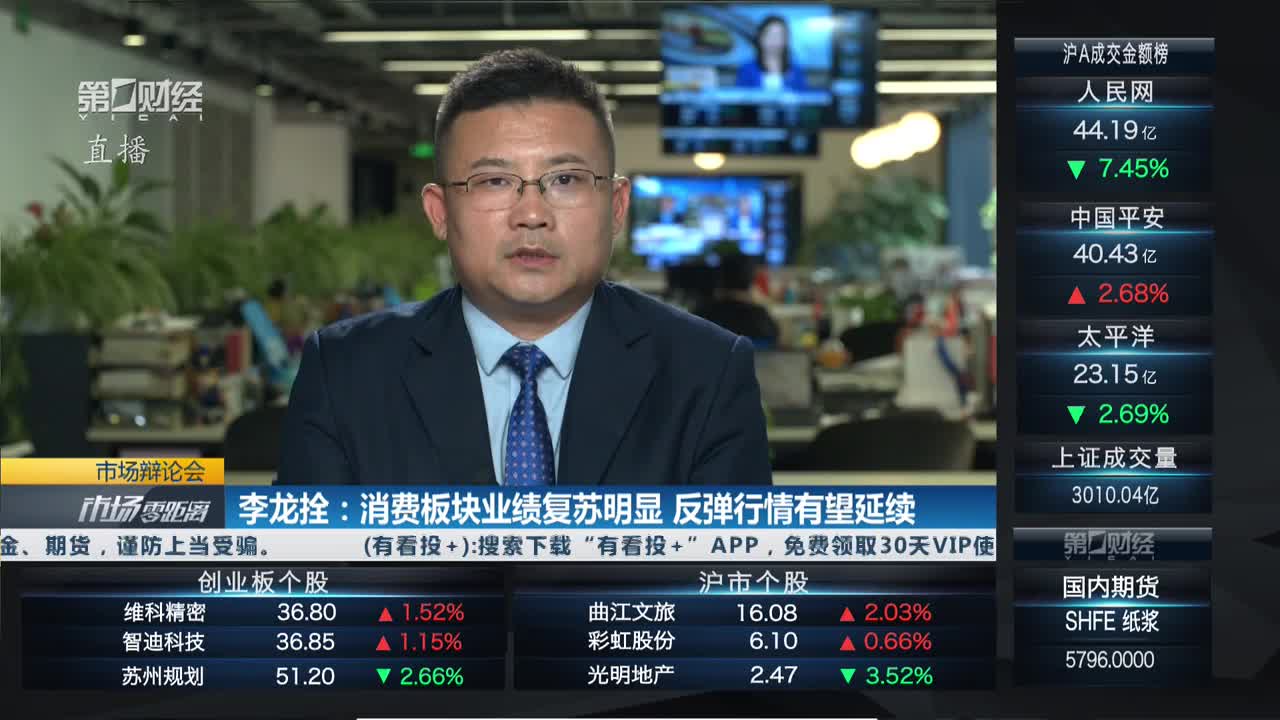 第一财经
YICAI
直播
市场辩论会
市场零距离
李龙拴：消费板块业绩复苏明显 反弹行情有望延续
金、期货，谨防上当受骗。 (有看投+):搜索下载“有看投+”APP，免费领取30天VIP使
创业板个股
维科精密 36.80 ▲ 1.52%
智迪科技 36.85 ▲ 1.15%
苏州规划 51.20 ▼ 2.66%
沪市个股
曲江文旅 16.08 ▲ 2.03%
彩虹股份 6.10 ▲ 0.66%
光明地产 2.47 ▼ 3.52%
沪A成交金额榜
人民网
44.19亿
▼ 7.45%
中国平安
40.43亿
▲ 2.68%
太平洋
23.15亿
▼ 2.69%
上证成交量
3010.04亿
第一财经
YICAI
国内期货
SHFE 纸浆
5796.0000